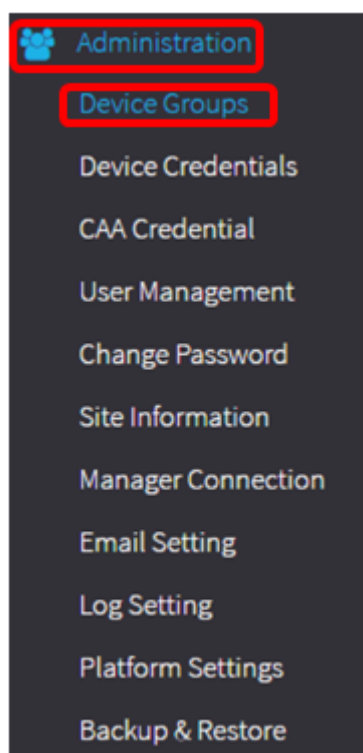 Administration
Device Groups
Device Credentials
CAA Credential
User Management
Change Password
Site Information
Manager Connection
Email Setting
Log Setting
Platform Settings
Backup & Restore